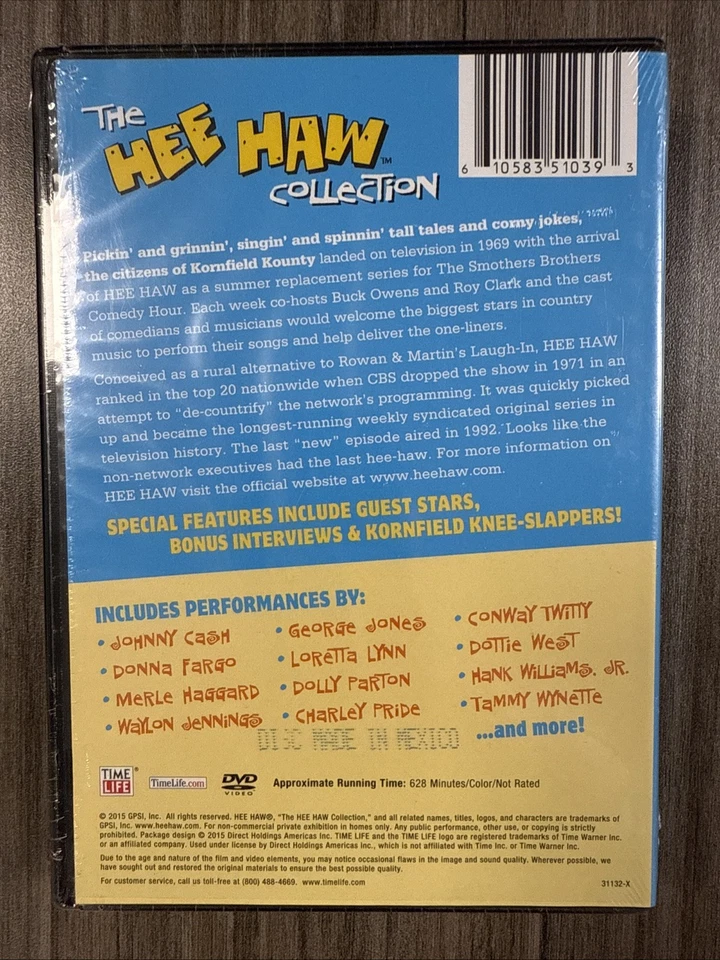 THE
HEE HAW™
COLLECTION
6 10583 51039 3
Pickin' and grinnin', singin' and spinnin' tall tales and corny jokes,
the citizens of Kornfield Kounty landed on television in 1969 with the arrival
of HEE HAW as a summer replacement series for The Smothers Brothers
Comedy Hour. Each week co-hosts Buck Owens and Roy Clark and the cast
of comedians and musicians would welcome the biggest stars in country
music to perform their songs and help deliver the one-liners.
Conceived as a rural alternative to Rowan & Martin's Laugh-In, HEE HAW
ranked in the top 20 nationwide when CBS dropped the show in 1971 in an
attempt to "de-countrify" the network's programming. It was quickly picked
up and became the longest-running weekly syndicated original series in
television history. The last "new" episode aired in 1992. Looks like the
non-network executives had the last hee-haw. For more information on
HEE HAW visit the official website at www.heehaw.com.
SPECIAL FEATURES INCLUDE GUEST STARS,
BONUS INTERVIEWS & KORNFIELD KNEE-SLAPPERS!
INCLUDES PERFORMANCES BY:
• JOHNNY CASH
• DONNA FARGO
• MERLE HAGGARD
• WAYLON JENNINGS
• GEORGE JONES
• LORETTA LYNN
• DOLLY PARTON
• CHARLEY PRIDE
• CONWAY TWITTY
• DOTTIE WEST
• HANK WILLIAMS, JR.
• TAMMY WYNETTE
...and more!
DISC MADE IN MEXICO
TIME LIFE®
TimeLife.com
DVD VIDEO
Approximate Running Time: 628 Minutes/Color/Not Rated
© 2015 GPSI, Inc. All rights reserved. HEE HAW®, "The HEE HAW Collection," and all related names, titles, logos, and characters are trademarks of
GPSI, Inc. www.heehaw.com. For non-commercial private exhibition in homes only. Any public performance, other use, or copying is strictly
prohibited. Package design © 2015 Direct Holdings Americas Inc. TIME LIFE and the TIME LIFE logo are registered trademarks of Time Warner Inc.
or an affiliated company. Used under license by Direct Holdings Americas Inc., which is not affiliated with Time Inc. or Time Warner Inc.
Due to the age and nature of the film and video elements, you may notice occasional flaws in the image and sound quality. Wherever possible, we
have sought out and restored the original materials to ensure the best possible quality.
For customer service, call us toll-free at (800) 488-4669. www.timelife.com
31132-X